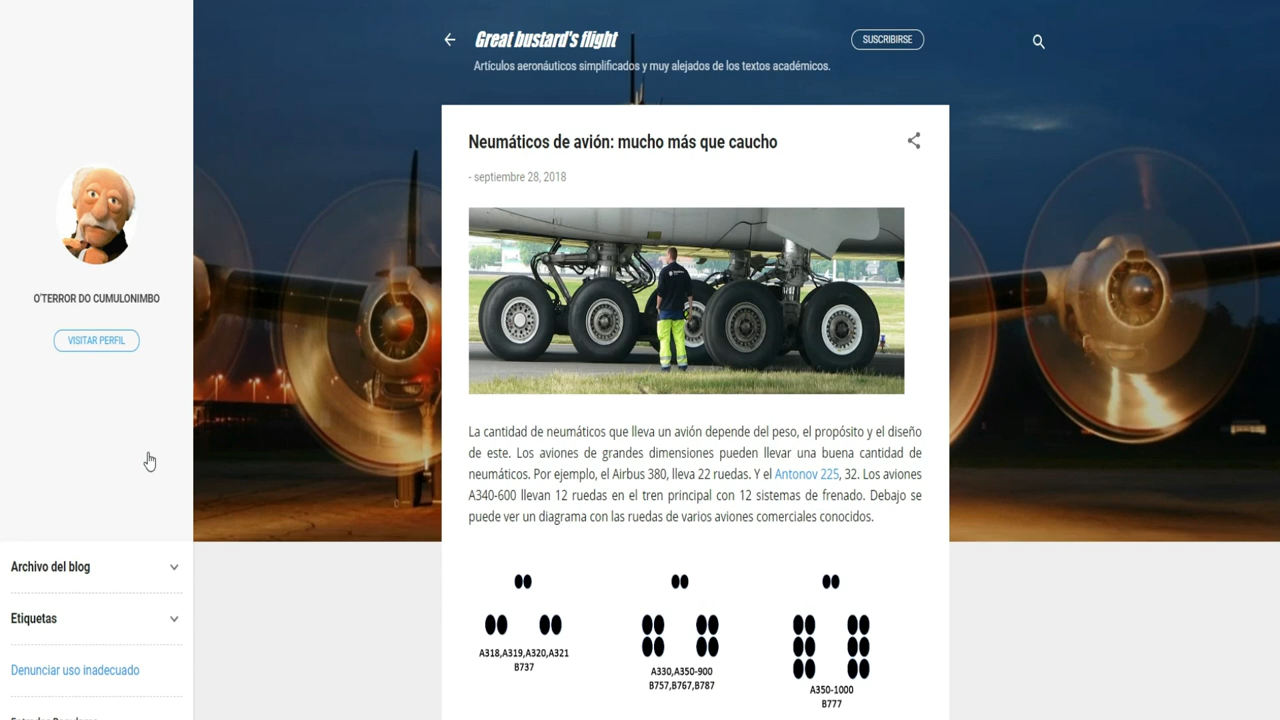 Great bustard's flight
SUSCRIBIRSE
Artículos aeronáuticos simplificados y muy alejados de los textos académicos.
O'TERROR DO CUMULONIMBO
VISITAR PERFIL
Archivo del blog
Etiquetas
Denunciar uso inadecuado
Neumáticos de avión: mucho más que caucho
- septiembre 28, 2018
La cantidad de neumáticos que lleva un avión depende del peso, el propósito y el diseño
de este. Los aviones de grandes dimensiones pueden llevar una buena cantidad de
neumáticos. Por ejemplo, el Airbus 380, lleva 22 ruedas. Y el Antonov 225, 32. Los aviones
A340-600 llevan 12 ruedas en el tren principal con 12 sistemas de frenado. Debajo se
puede ver un diagrama con las ruedas de varios aviones comerciales conocidos.
A318,A319,A320,A321
B737
A330,A350-900
B757,B767,B787
A350-1000
B777